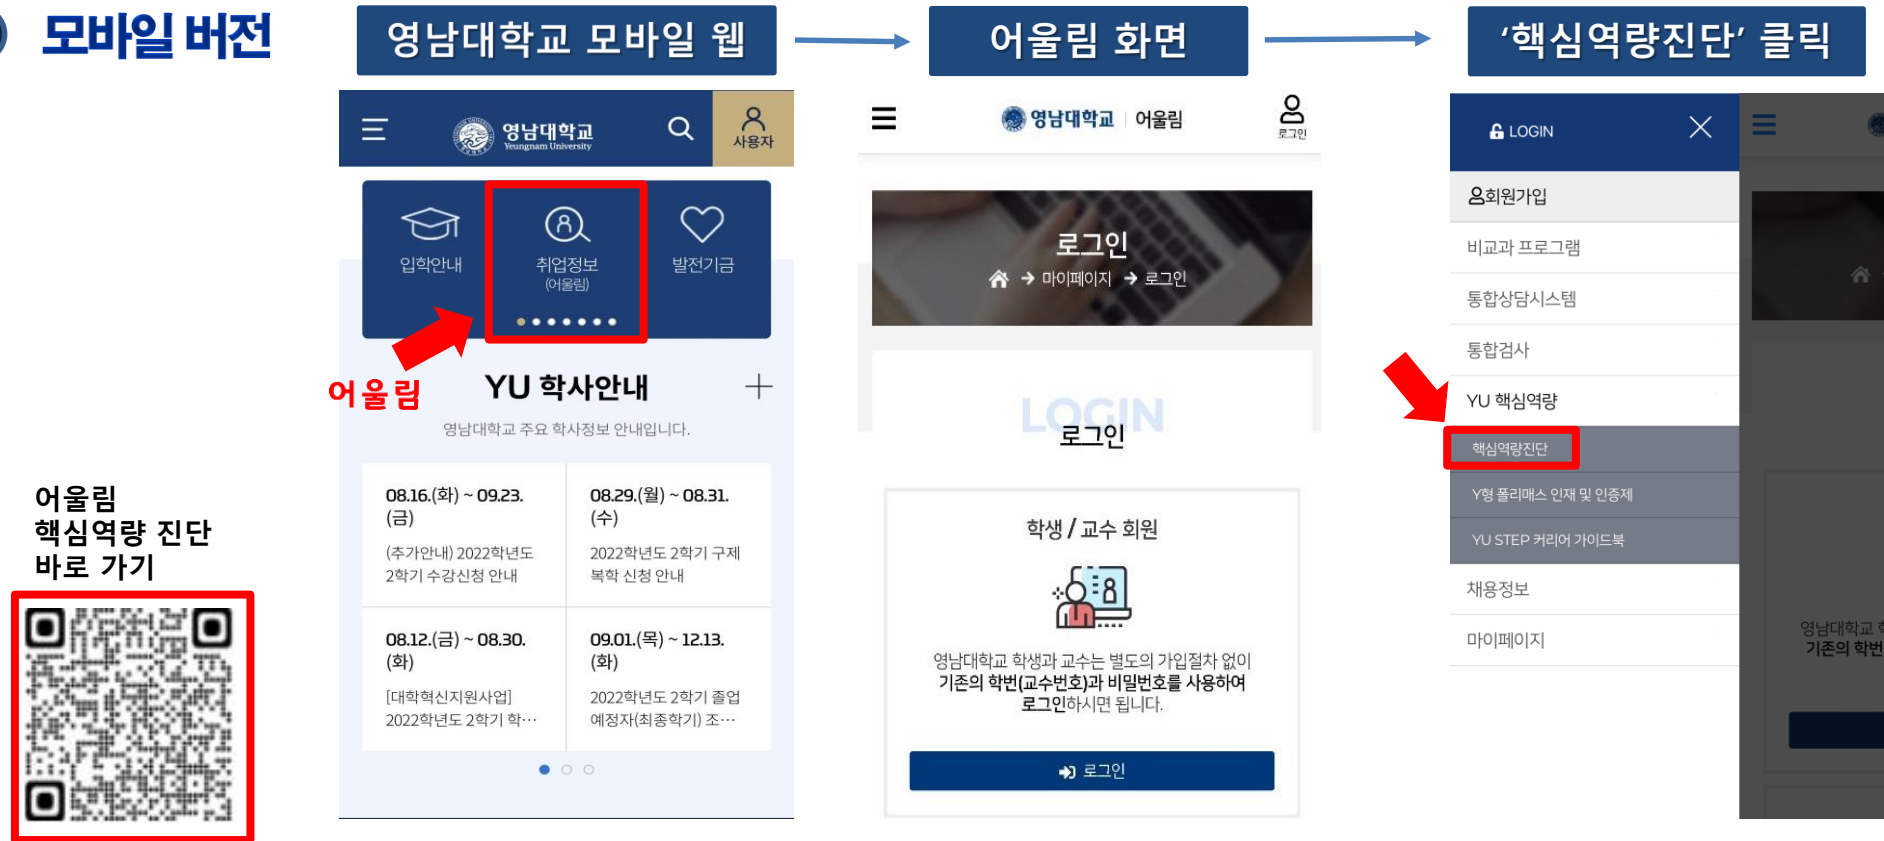 모바일 버전
영남대학교 모바일 웹
어울림 화면
‘핵심역량진단’ 클릭
영남대학교
Yeungnam University
사용자
입학안내
취업정보
(어울림)
발전기금
어울림
YU 학사안내
영남대학교 주요 학사정보 안내입니다.
08.16.(화) ~ 09.23.
(금)
(추가안내) 2022학년도
2학기 수강신청 안내
08.29.(월) ~ 08.31.
(수)
2022학년도 2학기 구제
복학 신청 안내
08.12.(금) ~ 08.30.
(화)
[대학혁신지원사업]
2022학년도 2학기 학…
09.01.(목) ~ 12.13.
(화)
2022학년도 2학기 졸업
예정자(최종학기) 조…
어울림
핵심역량 진단
바로 가기
영남대학교 어울림
로그인
로그인
마이페이지 로그인
LOGIN
로그인
학생 / 교수 회원
영남대학교 학생과 교수는 별도의 가입절차 없이
기존의 학번(교수번호)과 비밀번호를 사용하여
로그인하시면 됩니다.
로그인
LOGIN
회원가입
비교과 프로그램
통합상담시스템
통합검사
YU 핵심역량
핵심역량진단
Y형 폴리매스 인재 및 인증제
YU STEP 커리어 가이드북
채용정보
마이페이지
영남대학교
기존의 학번